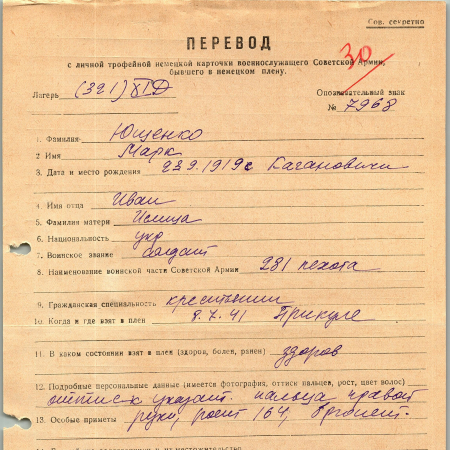 Сов. секретно
ПЕРЕВОД
30
с личной трофейной немецкой карточки военнослужащего Советской Армии,
бывшего в немецком плену.
Лагерь (321) XI D
Опознавательный знак
№ 7968
1. Фамилия Ющенко
2 Имя Марк
3. Дата и место рождения 23 9. 1919 с Кагановичи
4. Имя отца Иван
5. Фамилия матери
6. Национальность укр
7. Воинское звание солдат
8. Наименование воинской части Советской Армии 281 пехота
9. Гражданская специальность крестьянин
10. Когда и где взят в плен 8. 7. 41 Прикуле
11. В каком состоянии взят в плен (здоров, болен, ранен) здоров
12. Подробные персональные данные (имеется фотография, оттиск пальцев, рост, цвет волос)
оттиск указат. пальца правой
13. Особые приметы руки, рост 164,